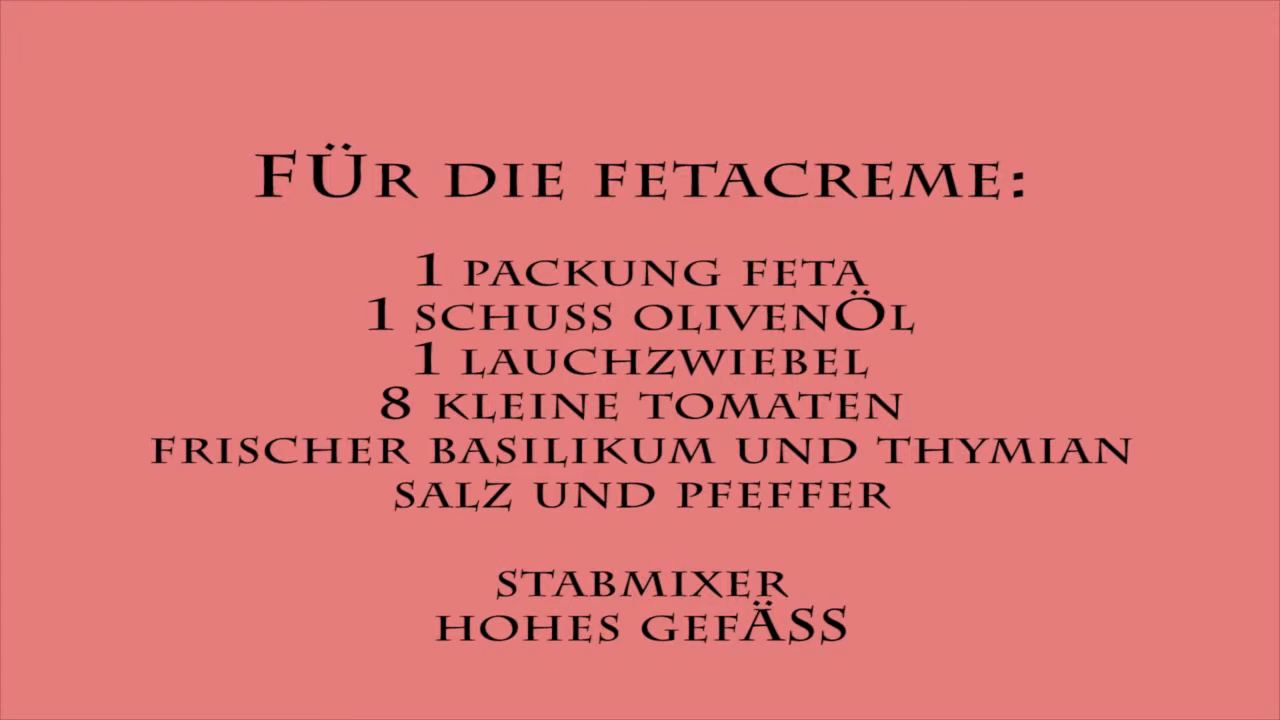 FÜR DIE FETACREME:
1 PACKUNG FETA
1 SCHUSS OLIVENÖL
1 LAUCHZWIEBEL
8 KLEINE TOMATEN
FRISCHER BASILIKUM UND THYMIAN
SALZ UND PFEFFER
STABMIXER
HOHES GEFÄSS